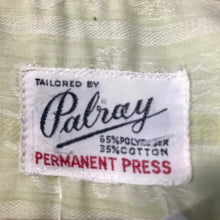 TAILORED BY
Palray
65% POLYESTER
35% COTTON
PERMANENT PRESS